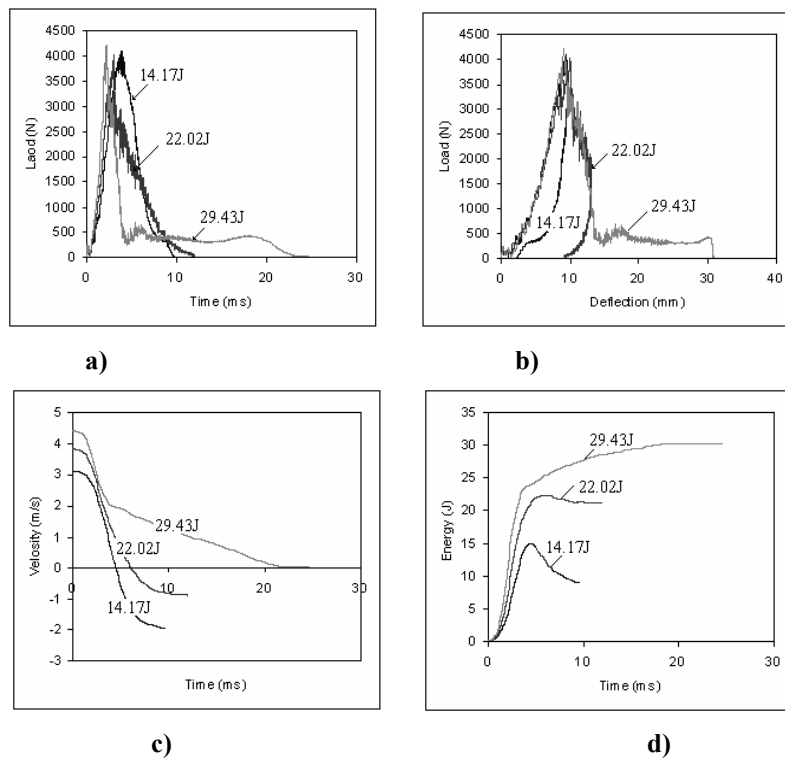 4500
4000
3500
3000
2500
2000
1500
1000
500
0
Laod (N)
14.17J
22.02J
29.43J
0 10 20 30
Time (ms)
a)
4500
4000
3500
3000
2500
2000
1500
1000
500
0
Load (N)
22.02J
14.17J
29.43J
0 10 20 30 40
Deflection (mm)
b)
5
4
3
2
1
0
-1
-2
-3
Velosity (m/s)
29.43J
22.02J
14.17J
0 10 20 30
Time (ms)
c)
35
30
25
20
15
10
5
0
Energy (J)
29.43J
22.02J
14.17J
0 10 20 30
Time (ms)
d)